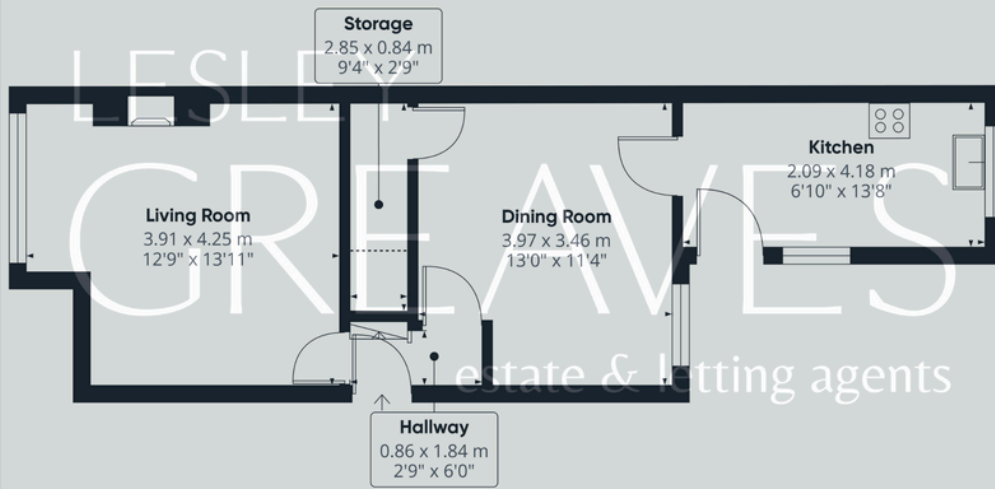 Storage
2.85 x 0.84 m
9'4" x 2'9"
LESLEY
GREAVES
estate & letting agents
Living Room
3.91 x 4.25 m
12'9" x 13'11"
Dining Room
3.97 x 3.46 m
13'0" x 11'4"
Kitchen
2.09 x 4.18 m
6'10" x 13'8"
Hallway
0.86 x 1.84 m
2'9" x 6'0"